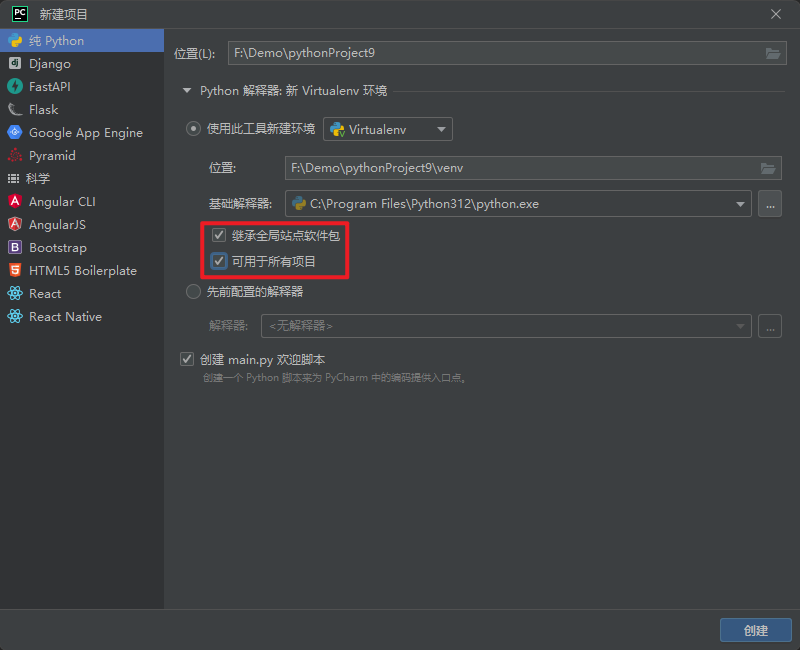 PC 新建项目
纯 Python
Django
FastAPI
Flask
Google App Engine
Pyramid
科学
Angular CLI
AngularJS
Bootstrap
HTML5 Boilerplate
React
React Native
位置(L): F:\Demo\pythonProject9
Python 解释器: 新 Virtualenv 环境
使用此工具新建环境 Virtualenv
位置: F:\Demo\pythonProject9\venv
基础解释器: C:\Program Files\Python312\python.exe ...
继承全局站点软件包
可用于所有项目
先前配置的解释器
解释器: <无解释器> ...
创建 main.py 欢迎脚本
创建一个 Python 脚本来为 PyCharm 中的编码提供入口点。
创建